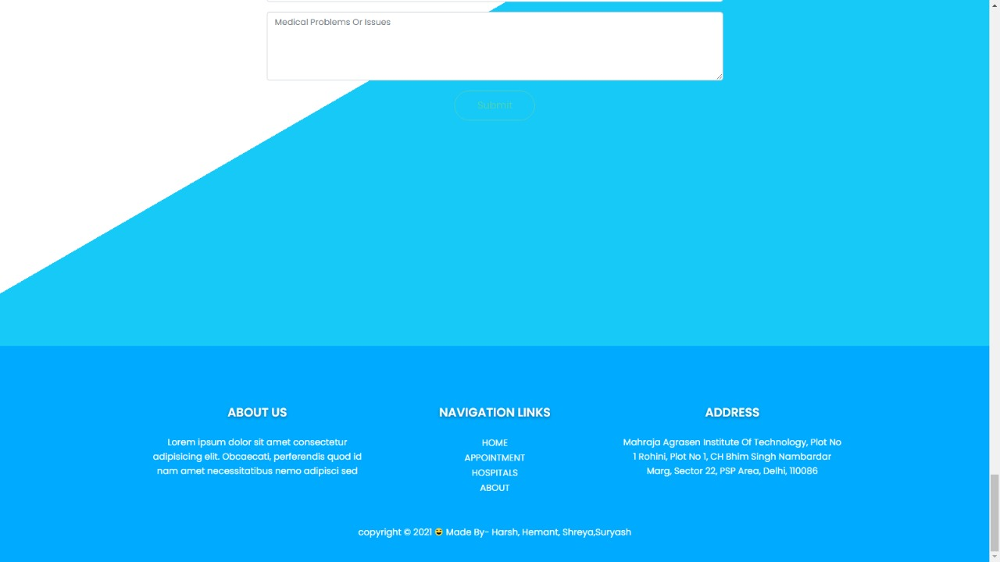 Medical Problems Or Issues
Submit
ABOUT US
Lorem ipsum dolor sit amet consectetur
adipisicing elit. Obcaecati, perferendis quod id
nam amet necessitatibus nemo adipisci sed
NAVIGATION LINKS
HOME
APPOINTMENT
HOSPITALS
ABOUT
ADDRESS
Mahraja Agrasen Institute Of Technology, Plot No
1 Rohini, Plot No 1, CH Bhim Singh Nambardar
Marg, Sector 22, PSP Area, Delhi, 110086
copyright © 2021 😄 Made By- Harsh, Hemant, Shreya,Suryash